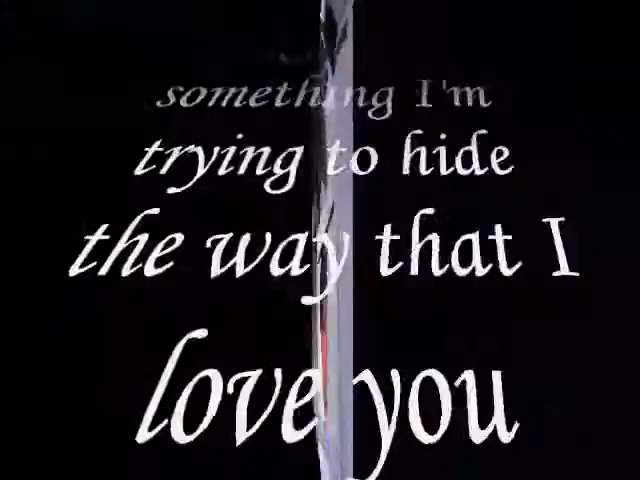 something I'm
trying to hide
the way that I
love you